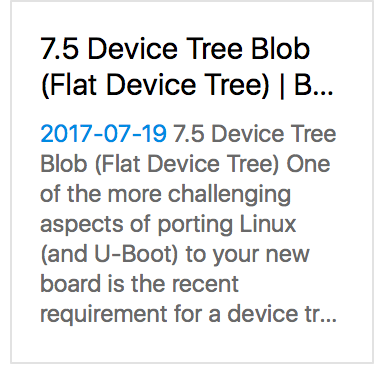 7.5 Device Tree Blob
(Flat Device Tree) | B...
2017-07-19 7.5 Device Tree
Blob (Flat Device Tree) One
of the more challenging
aspects of porting Linux
(and U-Boot) to your new
board is the recent
requirement for a device tr...